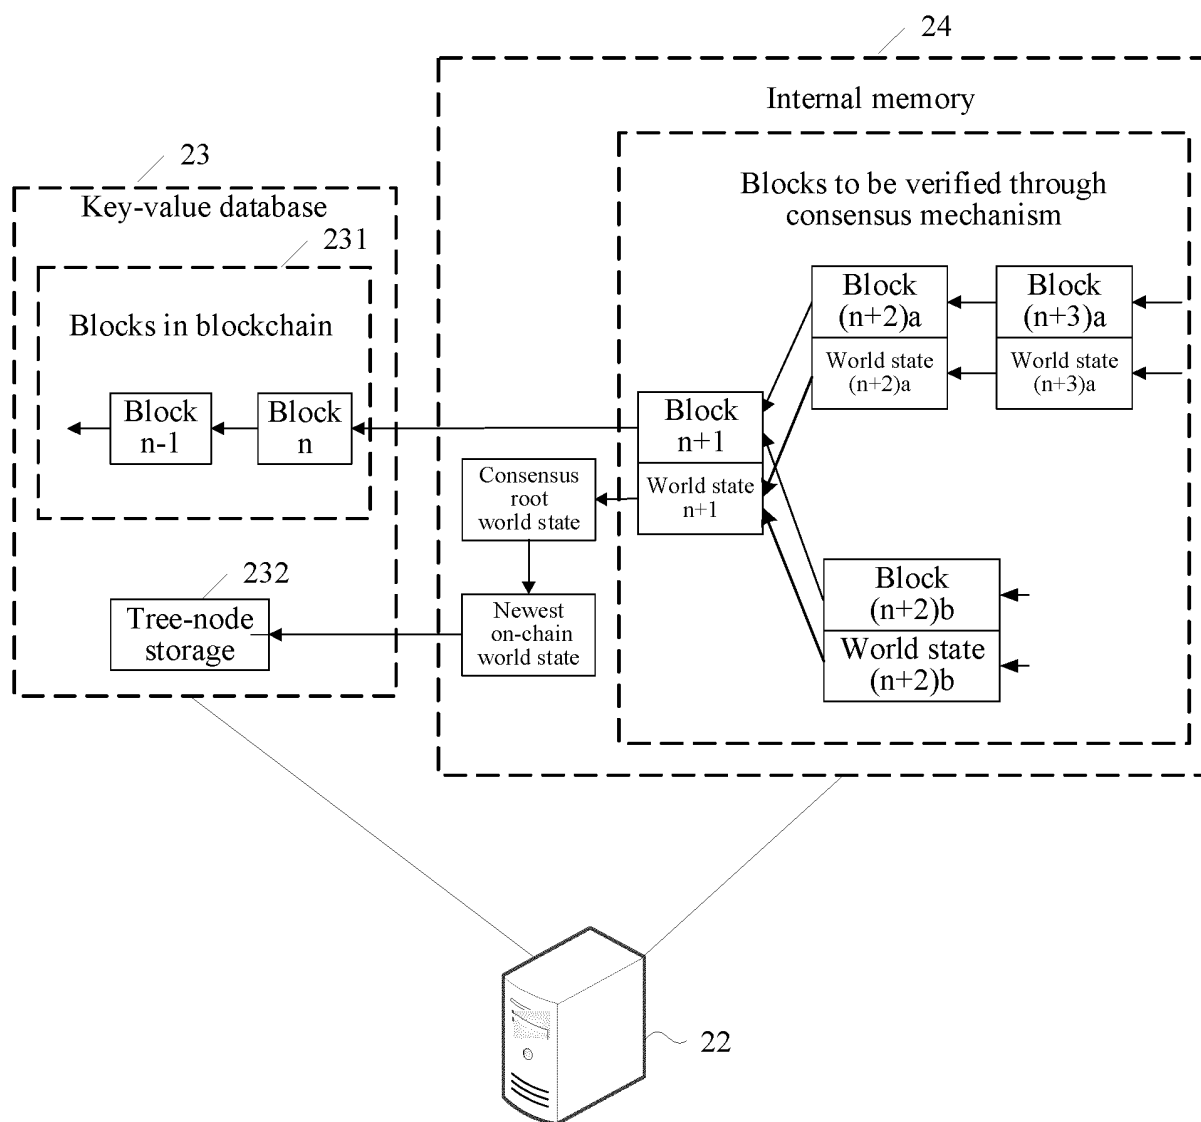 24
Internal memory
23
Key-value database
231
Blocks in blockchain
Block
n-1
Block
n
232
Tree-node
storage
Consensus
root
world state
Newest
on-chain
world state
Blocks to be verified through
consensus mechanism
Block
n+1
World state
n+1
Block
(n+2)a
World state
(n+2)a
Block
(n+3)a
World state
(n+3)a
Block
(n+2)b
World state
(n+2)b
22